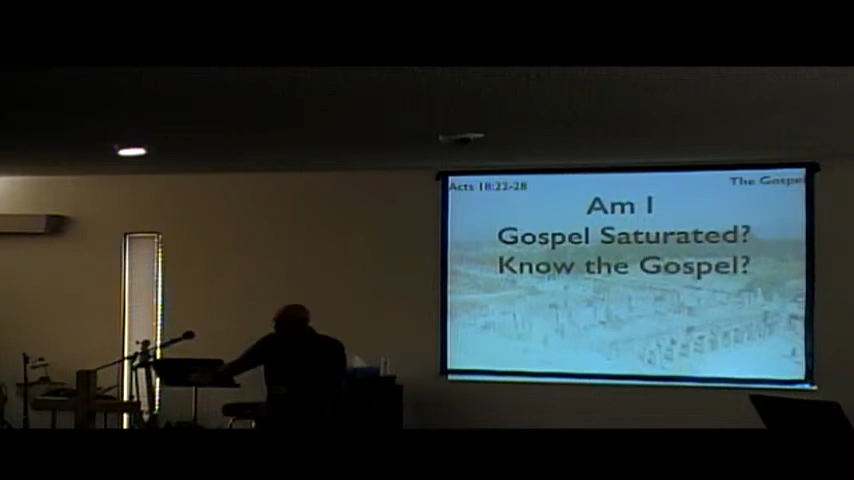 Acts 18:22-28
The Gospel
Am I
Gospel Saturated?
Know the Gospel?